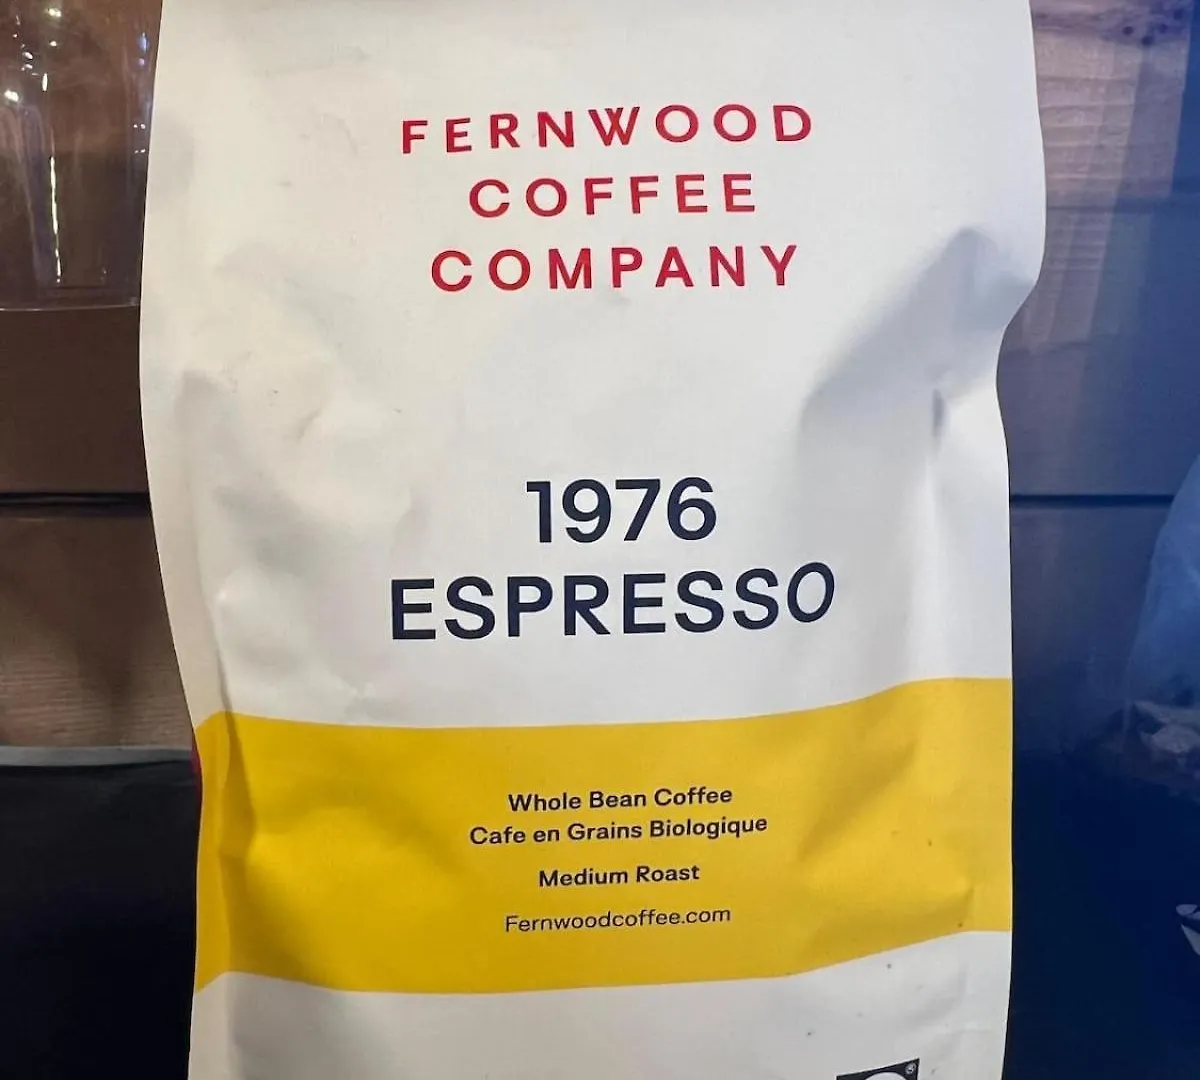 FERNWOOD
COFFEE
COMPANY
1976
ESPRESSO
Whole Bean Coffee
Cafe en Grains Biologique
Medium Roast
Fernwoodcoffee.com
®